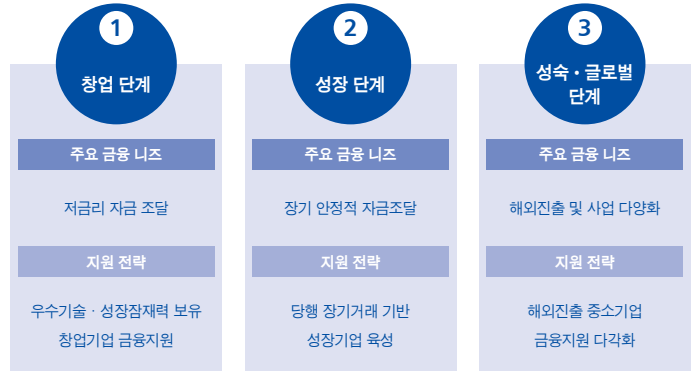 1
창업 단계
주요 금융 니즈
저금리 자금 조달
지원 전략
우수기술 · 성장잠재력 보유
창업기업 금융지원
2
성장 단계
주요 금융 니즈
장기 안정적 자금조달
지원 전략
당행 장기거래 기반
성장기업 육성
3
성숙 · 글로벌
단계
주요 금융 니즈
해외진출 및 사업 다양화
지원 전략
해외진출 중소기업
금융지원 다각화